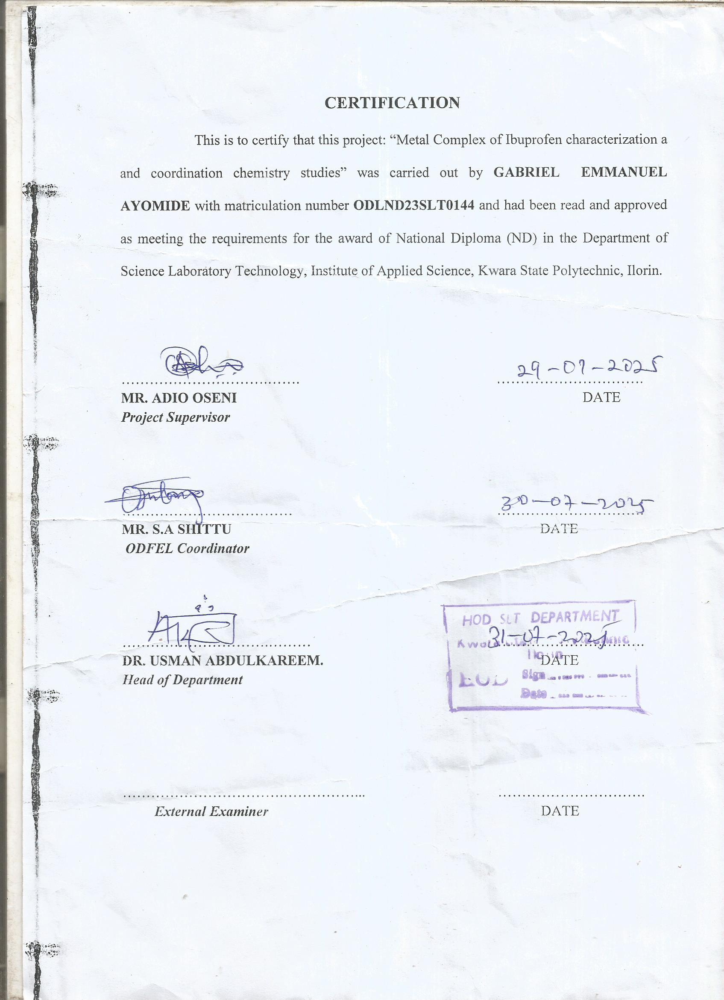 CERTIFICATION
This is to certify that this project: “Metal Complex of Ibuprofen characterization a
and coordination chemistry studies” was carried out by GABRIEL EMMANUEL
AYOMIDE with matriculation number ODLND23SLT0144 and had been read and approved
as meeting the requirements for the award of National Diploma (ND) in the Department of
Science Laboratory Technology, Institute of Applied Science, Kwara State Polytechnic, Ilorin.
29-07-2025
MR. ADIO OSENI
DATE
Project Supervisor
30-07-2025
MR. S.A SHITTU
DATE
ODFEL Coordinator
HOD SLT DEPARTMENT
31-07-2025
Ilorin
DR. USMAN ABDULKAREEM.
DATE
Head of Department
Sign
Date
External Examiner
DATE